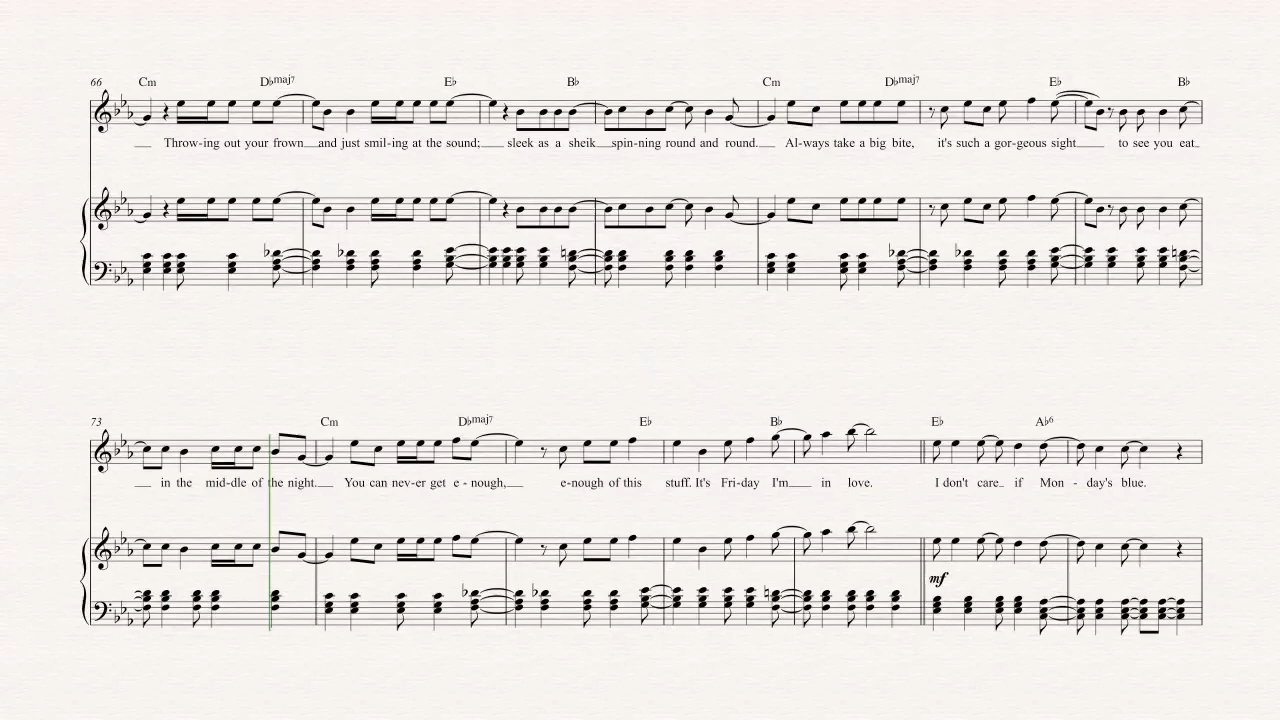 66 Cm D♭maj7 E♭ B♭ Cm D♭maj7 E♭ B♭
Throw-ing out your frown and just smil-ing at the sound; sleek as a sheik spin-ning round and round. Al-ways take a big bite, it's such a gor-geous sight to see you eat
73 Cm D♭maj7 E♭ B♭ E♭ A♭6
in the mid-dle of the night. You can nev-er get e - nough, e-nough of this stuff. It's Fri-day I'm in love. I don't care if Mon - day's blue.
mf